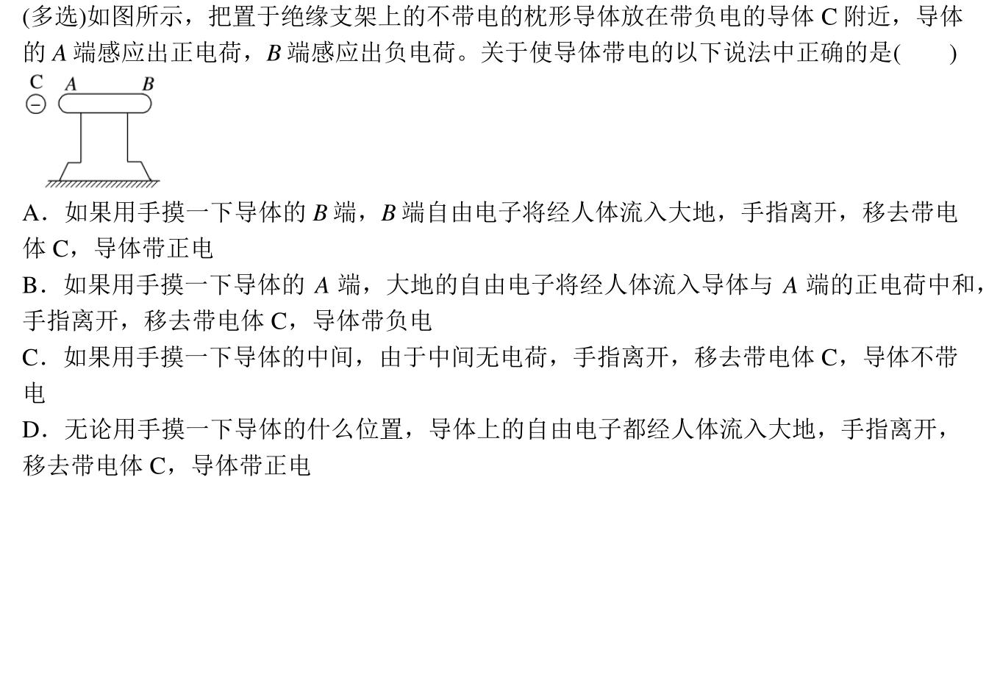 (多选)如图所示，把置于绝缘支架上的不带电的枕形导体放在带负电的导体 C 附近，导体
的 A 端感应出正电荷，B 端感应出负电荷。关于使导体带电的以下说法中正确的是(　　)
C A B
−
A．如果用手摸一下导体的 B 端，B 端自由电子将经人体流入大地，手指离开，移去带电
体 C，导体带正电
B．如果用手摸一下导体的 A 端，大地的自由电子将经人体流入导体与 A 端的正电荷中和，
手指离开，移去带电体 C，导体带负电
C．如果用手摸一下导体的中间，由于中间无电荷，手指离开，移去带电体 C，导体不带
电
D．无论用手摸一下导体的什么位置，导体上的自由电子都经人体流入大地，手指离开，
移去带电体 C，导体带正电